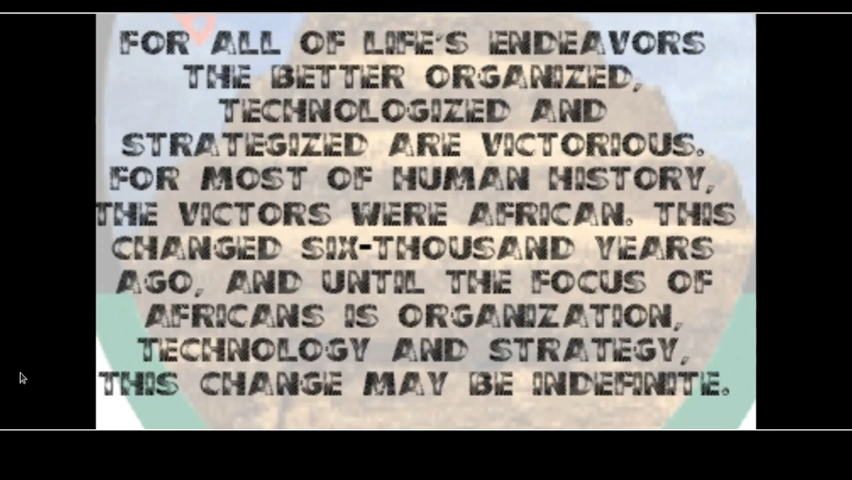 FOR ALL OF LIFE'S ENDEAVORS
THE BETTER ORGANIZED,
TECHNOLOGIZED AND
STRATEGIZED ARE VICTORIOUS.
FOR MOST OF HUMAN HISTORY,
THE VICTORS WERE AFRICAN. THIS
CHANGED SIX-THOUSAND YEARS
AGO, AND UNTIL THE FOCUS OF
AFRICANS IS ORGANIZATION,
TECHNOLOGY AND STRATEGY,
THIS CHANGE MAY BE INDEFINITE.